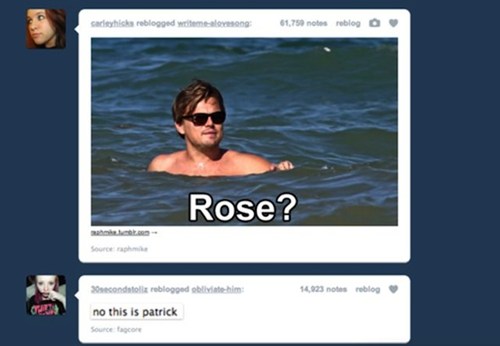 carleyhicks reblogged writeme-alovesong:
61,759 notes reblog
Rose?
raphmike.tumblr.com →
Source: raphmike
30secondstoliz reblogged obliviate-him:
14,923 notes reblog
no this is patrick
Source: fagcore